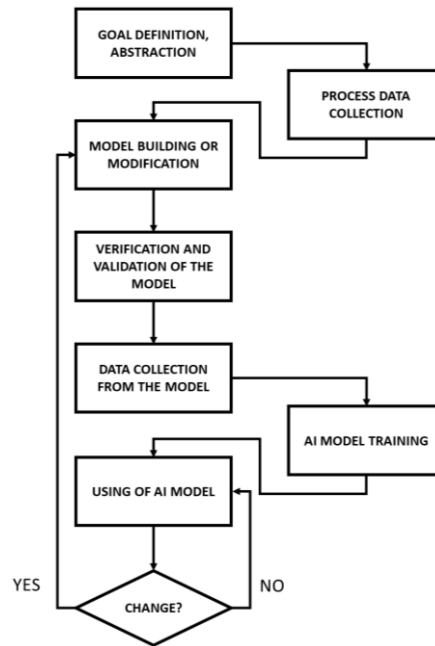 GOAL DEFINITION,
ABSTRACTION
PROCESS DATA
COLLECTION
MODEL BUILDING OR
MODIFICATION
VERIFICATION AND
VALIDATION OF THE
MODEL
DATA COLLECTION
FROM THE MODEL
AI MODEL TRAINING
USING OF AI MODEL
YES
NO
CHANGE?